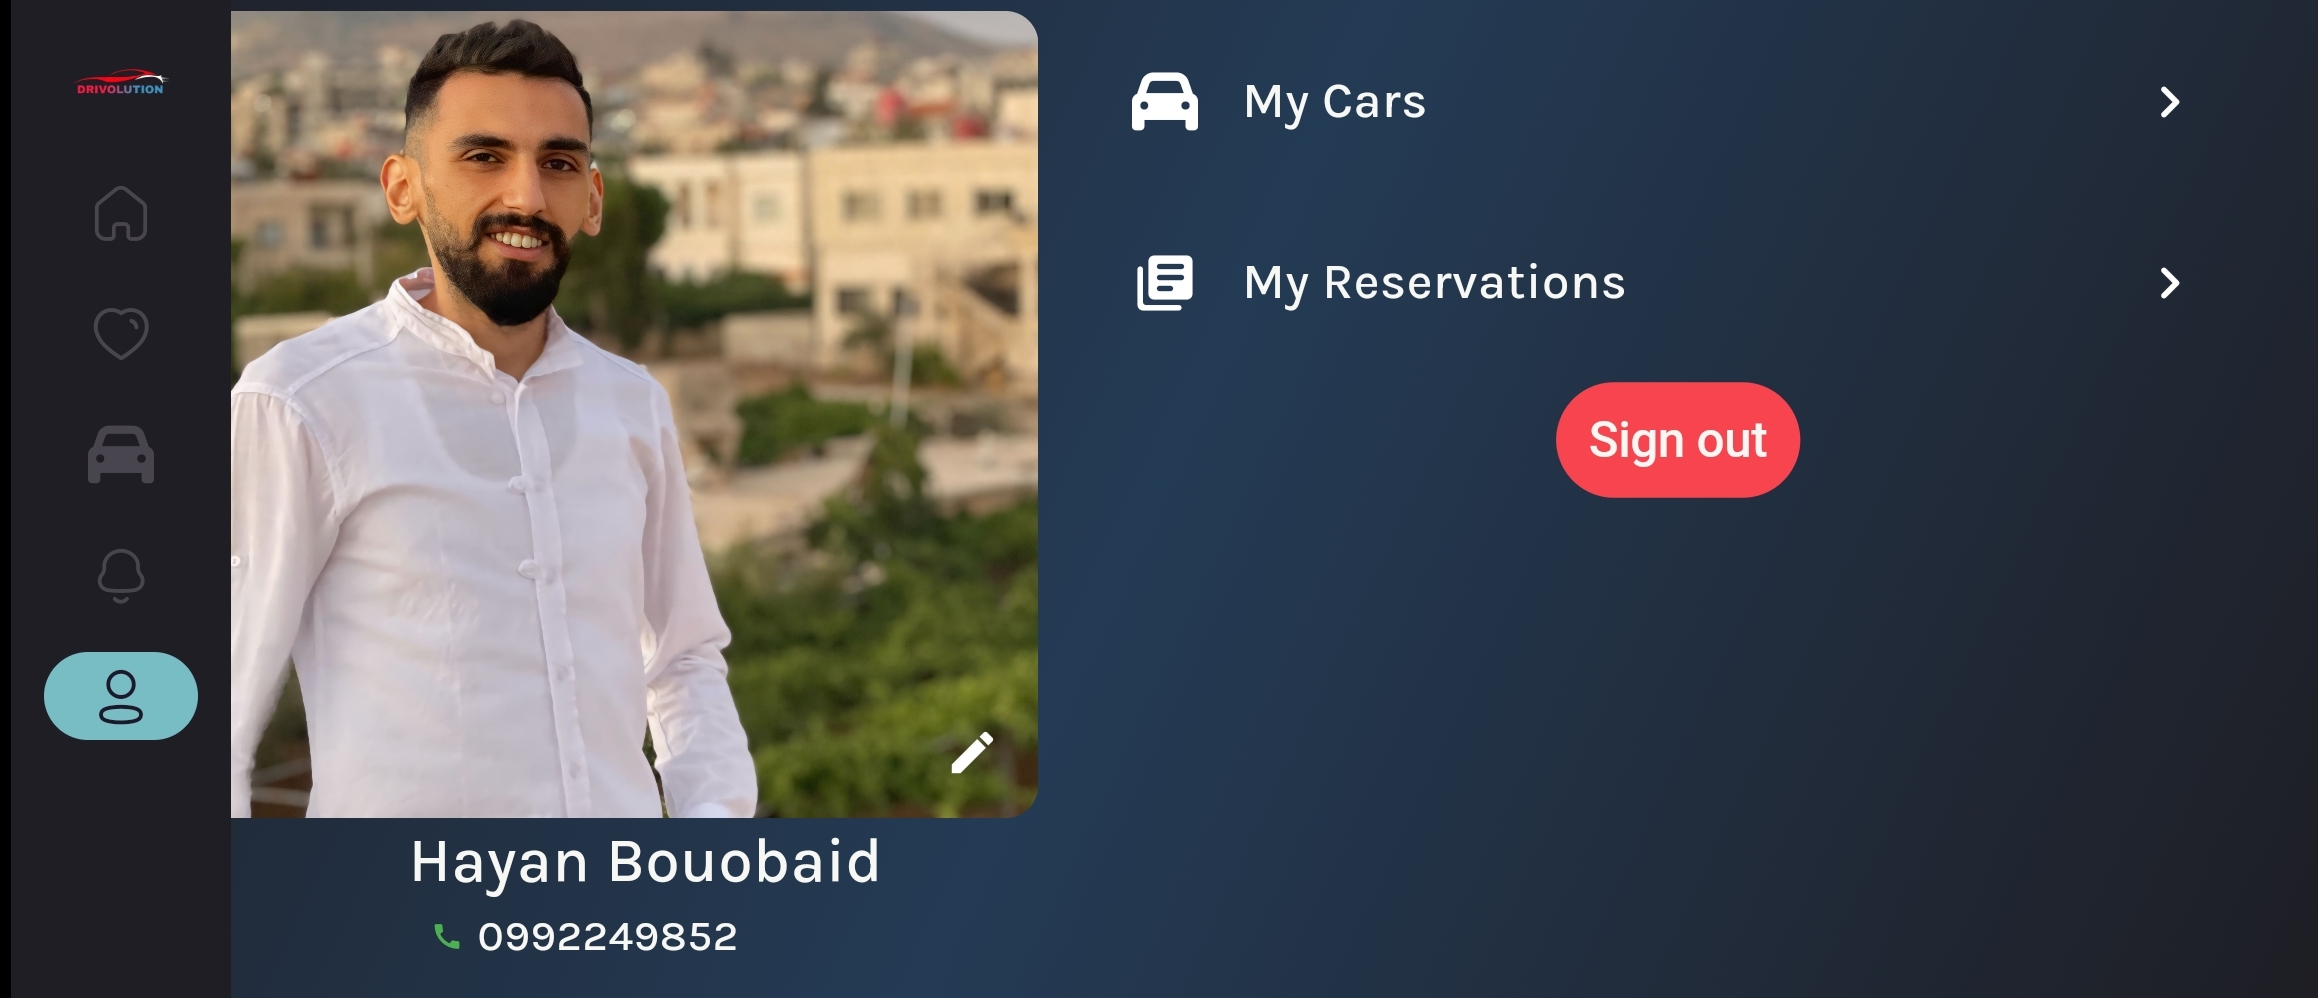 DRIVOLUTION
My Cars
My Reservations
Sign out
Hayan Bouobaid
0992249852